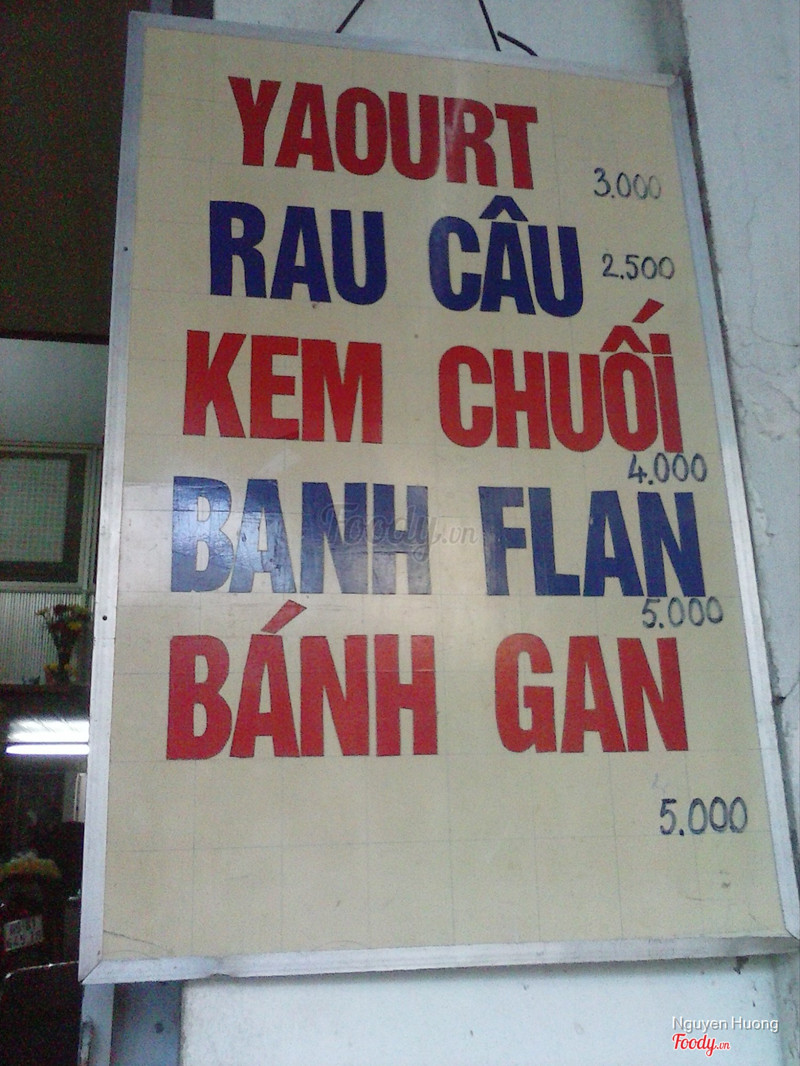 YAOURT
3.000
RAU CÂU
2.500
KEM CHUỐI
4.000
BANH FLAN
5.000
BÁNH GAN
5.000
Foody.vn
Nguyen Huong
Foody.vn